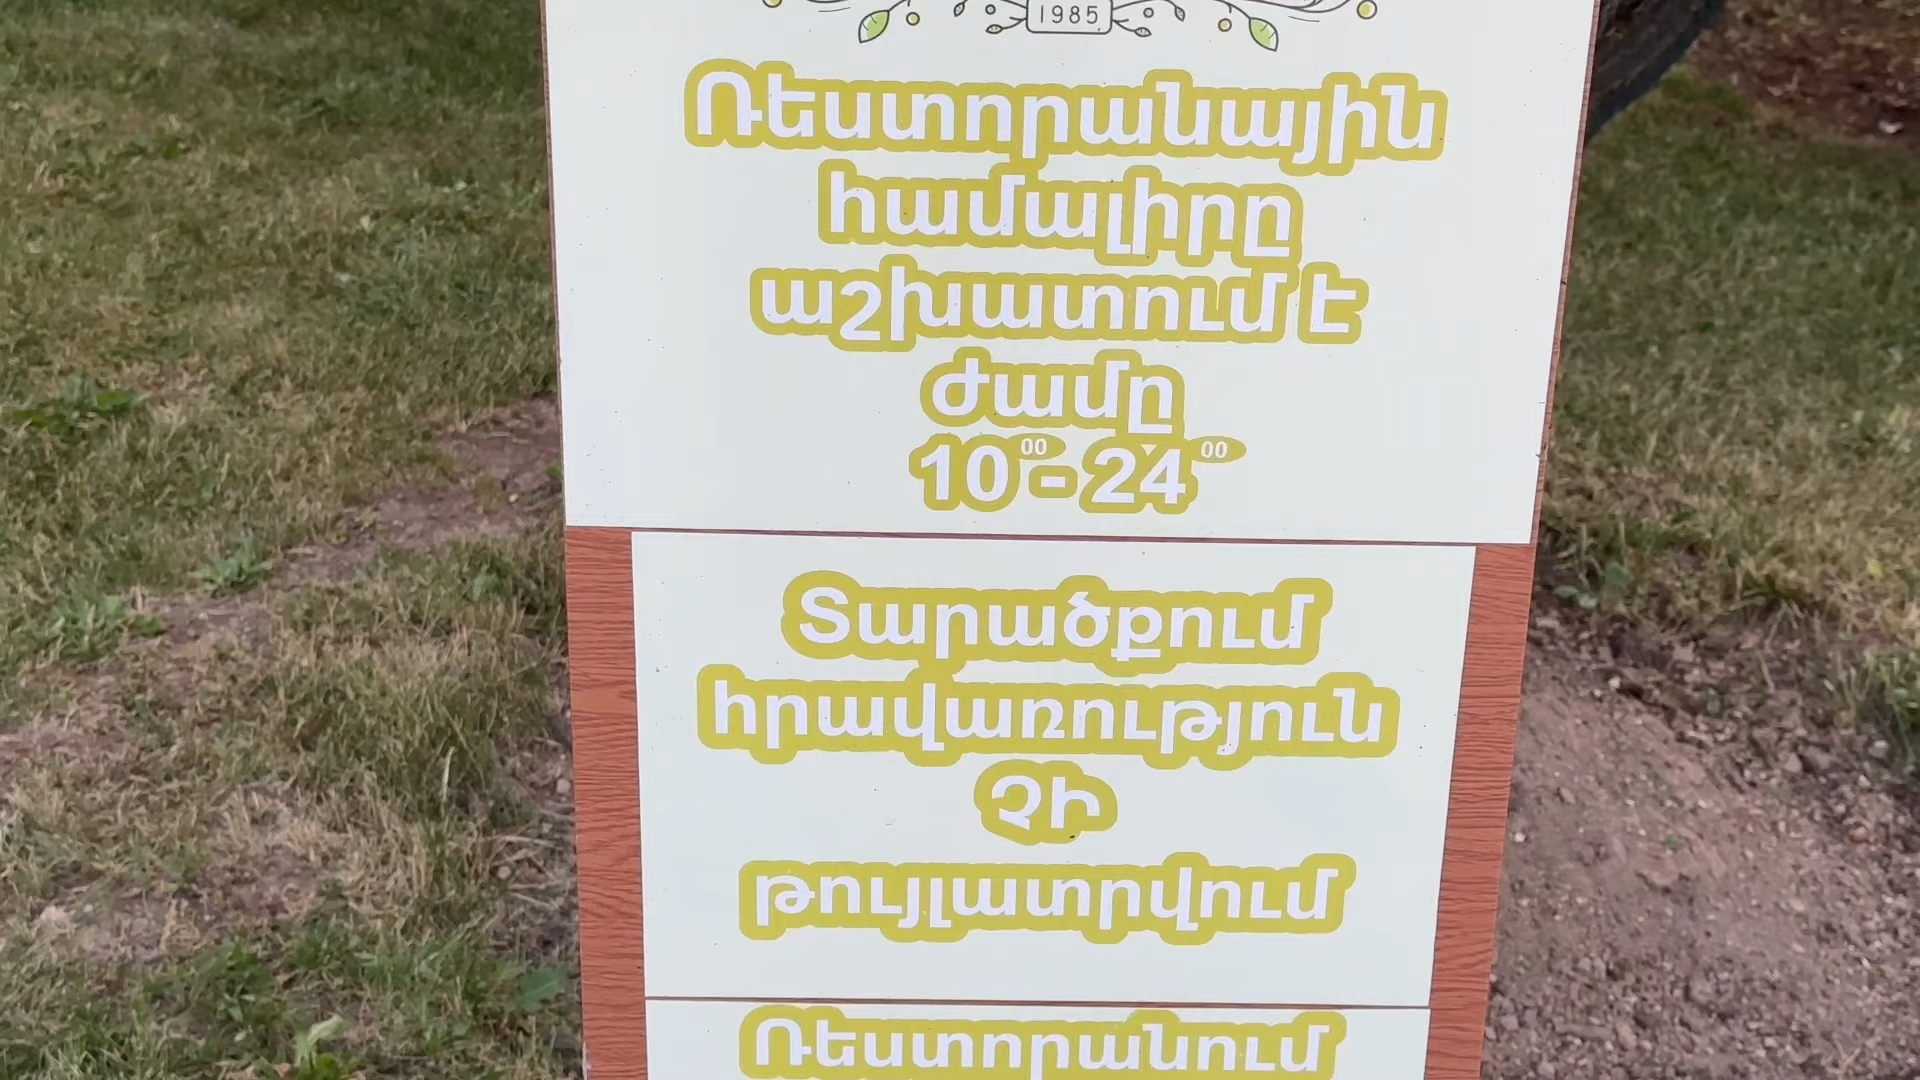 1985
Ռեստորանային
համալիրը
աշխատում է
ժամը
10⁰⁰- 24⁰⁰
Տարածքում
հրավառություն
ՉԻ
թույլատրվում
Ռեստորանում